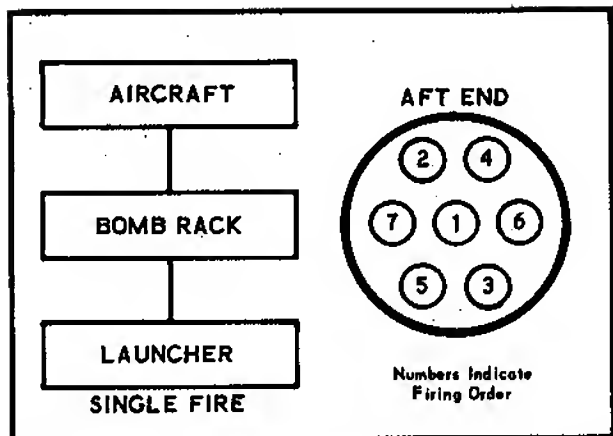 AIRCRAFT
BOMB RACK
LAUNCHER
SINGLE FIRE
AFT END
2 4
7 1 6
5 3
Numbers Indicate
Firing Order